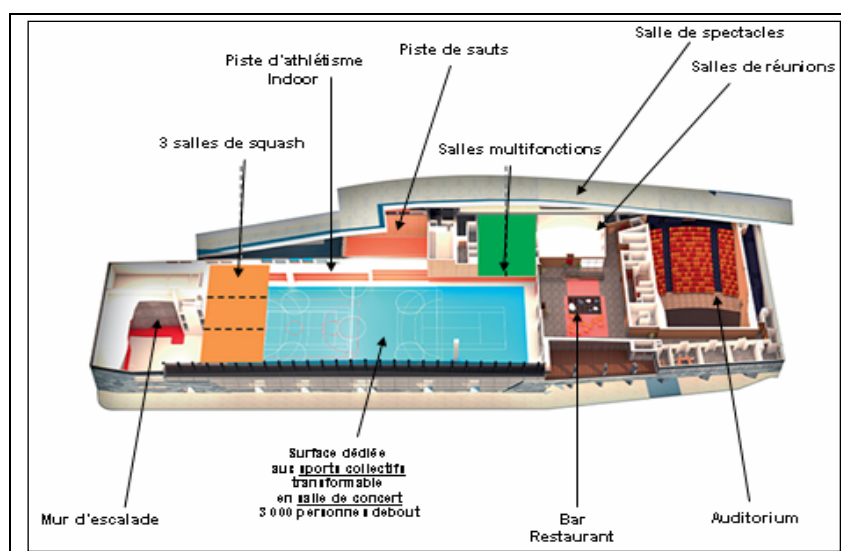 Salle de spectacles
Piste de sauts
Piste d'athlétisme
Indoor
Salles de réunions
3 salles de squash
Salles multifonctions
Surface dédiée
aux sports collectifs
transformable
en salle de concert
3 000 personnes debout
Mur d'escalade
Bar
Restaurant
Auditorium